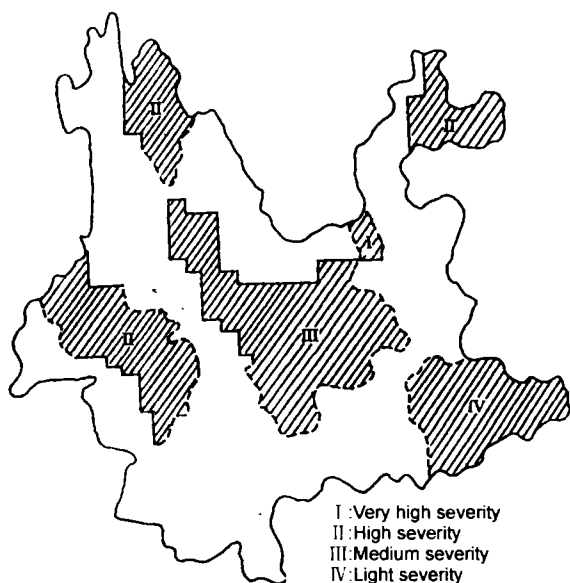 II
II
I
II
III
IV
I :Very high severity
II:High severity
III:Medium severity
IV:Light severity